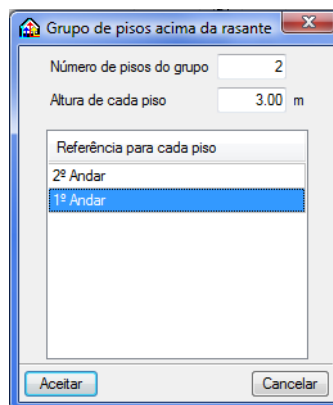 Grupo de pisos acima da rasante
Número de pisos do grupo 2
Altura de cada piso 3.00 m
Referência para cada piso
2º Andar
1º Andar
Aceitar Cancelar